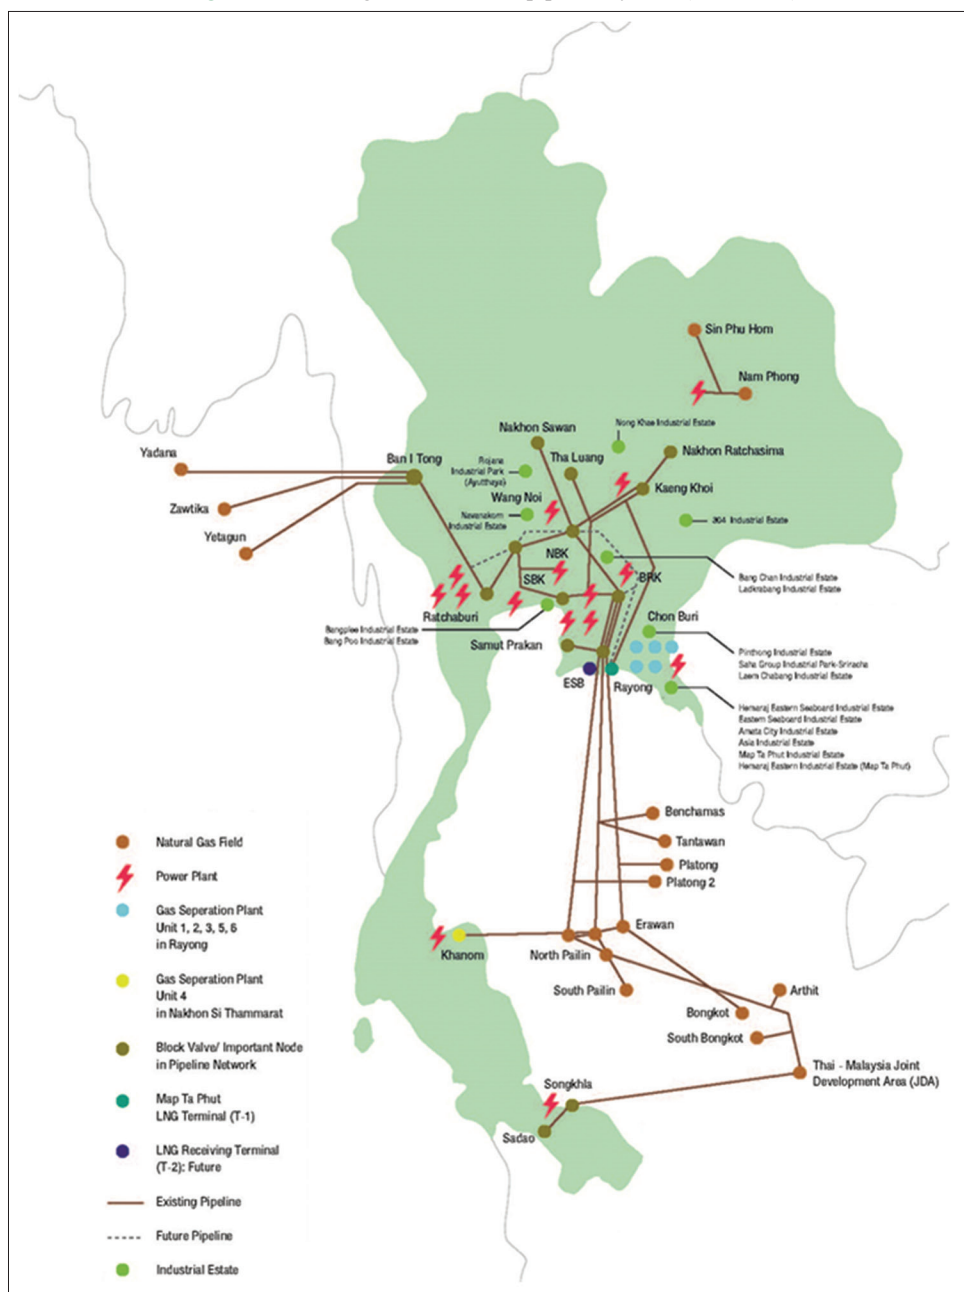 Sin Phu Hom
Nam Phong
Nong Khae Industrial Estate
Nakhon Sawan
Nakhon Ratchasima
Yadana
Ban I Tong
Rojana
Industrial Park
(Ayutthaya)
Tha Luang
Kaeng Khoi
Wang Noi
Zawtika
Navanakorn
Industrial Estate
304 Industrial Estate
Yetagun
NBK
SBK
BRK
Bang Chan Industrial Estate
Ladkrabang Industrial Estate
Ratchaburi
Chon Buri
Bangplee Industrial Estate
Bang Poo Industrial Estate
Samut Prakan
Pinthong Industrial Estate
Saha Group Industrial Park-Sriracha
Laem Chabang Industrial Estate
ESB
Rayong
Hemaraj Eastern Seaboard Industrial Estate
Eastern Seaboard Industrial Estate
Amata City Industrial Estate
Asia Industrial Estate
Map Ta Phut Industrial Estate
Hemaraj Eastern Industrial Estate (Map Ta Phut)
Benchamas
Tantawan
Platong
Platong 2
Erawan
Khanom
North Pailin
South Pailin
Arthit
Bongkot
South Bongkot
Thai - Malaysia Joint
Development Area (JDA)
Songkhla
Sadao
Natural Gas Field
Power Plant
Gas Seperation Plant
Unit 1, 2, 3, 5, 6
in Rayong
Gas Seperation Plant
Unit 4
in Nakhon Si Thammarat
Block Valve/ Important Node
in Pipeline Network
Map Ta Phut
LNG Terminal (T-1)
LNG Receiving Terminal
(T-2): Future
Existing Pipeline
Future Pipeline
Industrial Estate